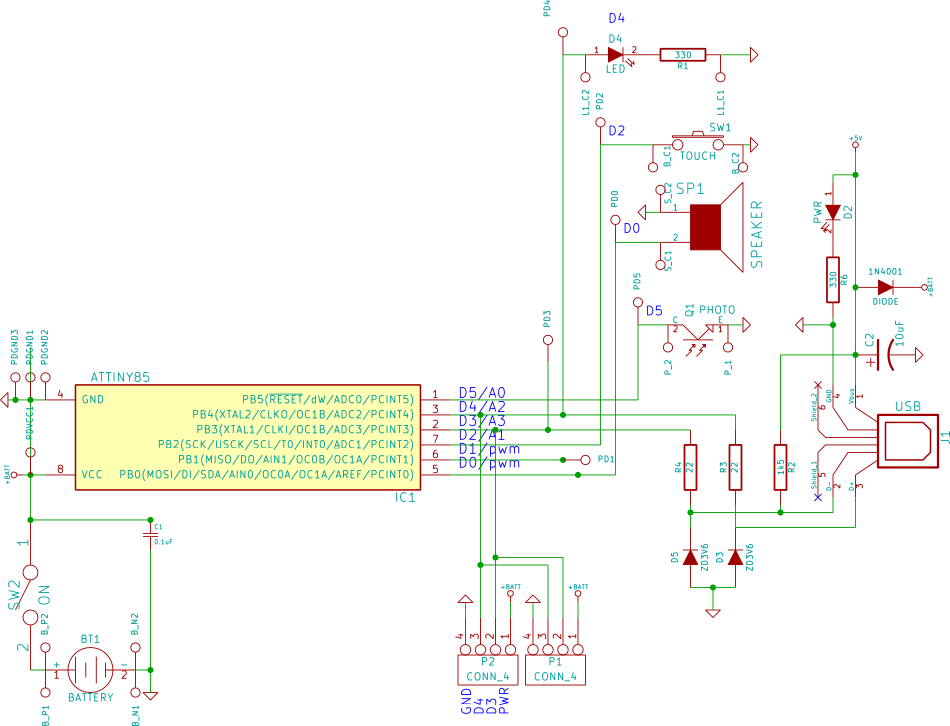 PD4
D4
D4
1
2
330
LED
R1
L1_C2
L1_C1
PD2
D2
SW1
TOUCH
B_C1
B_C2
+5V
PD0
D0
S_C2
SP1
1
2
S_C1
SPEAKER
PWR
1
2
D2
330
R6
1N4001
DIODE
+BATT
PD5
D5
Q1
PHOTO
C
2
E
1
P_2
P_1
PD3
C2
10uF
+
PDGND3
PDGND1
PDGND2
ATTINY85
4
GND
PB5(RESET/dW/ADC0/PCINT5)
1
D5/A0
PB4(XTAL2/CLKO/OC1B/ADC2/PCINT4)
3
D4/A2
PB3(XTAL1/CLKI/OC1B/ADC3/PCINT3)
2
D3/A3
PB2(SCK/USCK/SCL/T0/INT0/ADC1/PCINT2)
7
D2/A1
PB1(MISO/DO/AIN1/OC0B/OC1A/PCINT1)
6
D1/pwm
PD1
8
VCC
PB0(MOSI/DI/SDA/AIN0/OC0A/OC1A/AREF/PCINT0)
5
D0/pwm
IC1
PDVCC1
+BATT
Shield_2
6
GND
4
Vbus
1
USB
J1
R4
22
R3
22
1k5
R2
Shield_1
5
D-
2
D+
3
C1
0.1uF
1
SW2
ON
2
B_P2
B_N2
BT1
+
1
-
2
BATTERY
B_P1
B_N1
D5
ZD3V6
D3
ZD3V6
+BATT
+BATT
4
3
2
1
4
3
2
1
P2
CONN_4
P1
CONN_4
GND
D4
D3
PWR